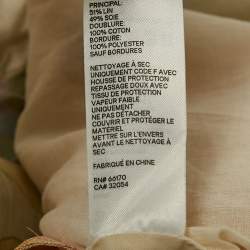 PRINCIPAL:
51% LIN
49% SOIE
DOUBLURE:
100% COTON
BORDURE:
100% POLYESTER
SAUF BORDURES
NETTOYAGE À
SEC
UNIQUEMENT CODE F AVEC
HOUSSE DE PROTECTION
REPASSAGE DOUX AVEC
TISSU DE PROTECTION
VAPEUR FAIBLE
UNIQUEMENT
NE PAS DÉTACHER
COUVRIR ET PROTÉGER LE
MATÉRIEL
METTRE SUR L'ENVERS
AVANT LE NETTOYAGE À
SEC
FABRIQUÉ EN CHINE
RN# 66170
CA# 32054